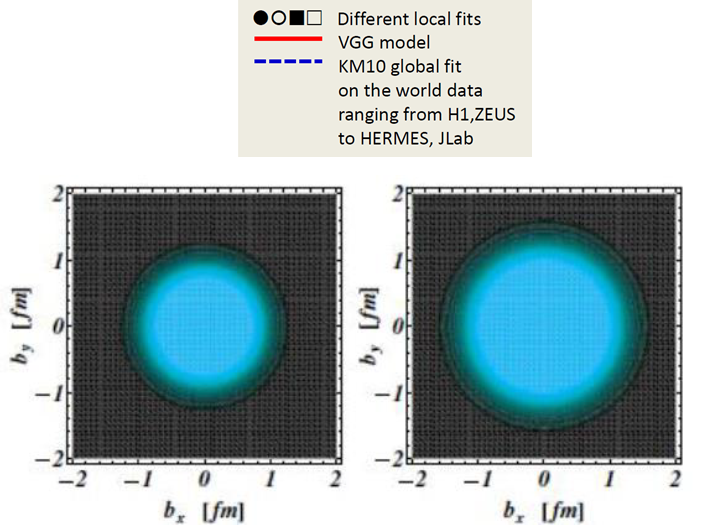 Different local fits
VGG model
KM10 global fit
on the world data
ranging from H1,ZEUS
to HERMES, JLab
2
1
0
−1
−2
b_y [fm]
−2 −1 0 1 2
b_x [fm]
2
1
0
−1
−2
b_y [fm]
−2 −1 0 1 2
b_x [fm]